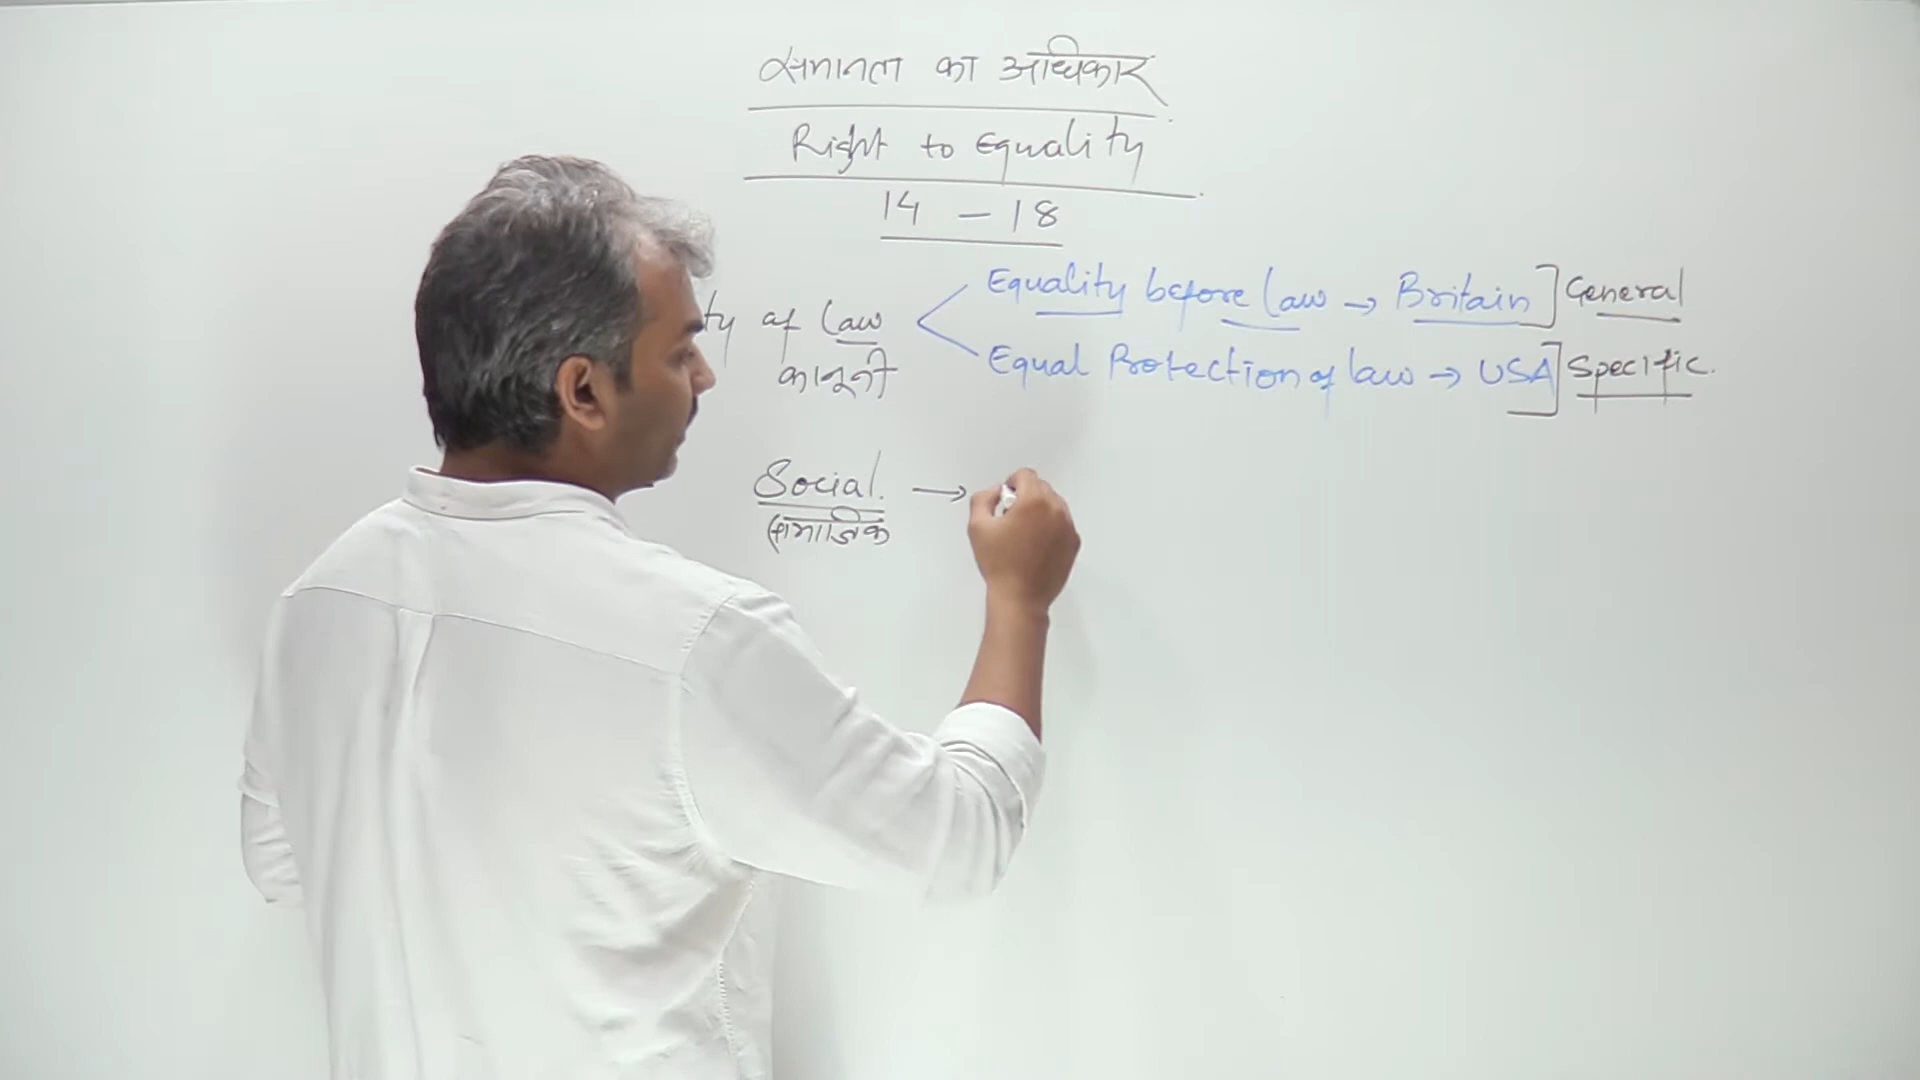 समानता का अधिकार
Right to Equality
14 – 18
ty of Law
कानूनी
Equality before law → Britain] General
Equal Protection of law → USA] Specific.
Social. →
सामाजिक